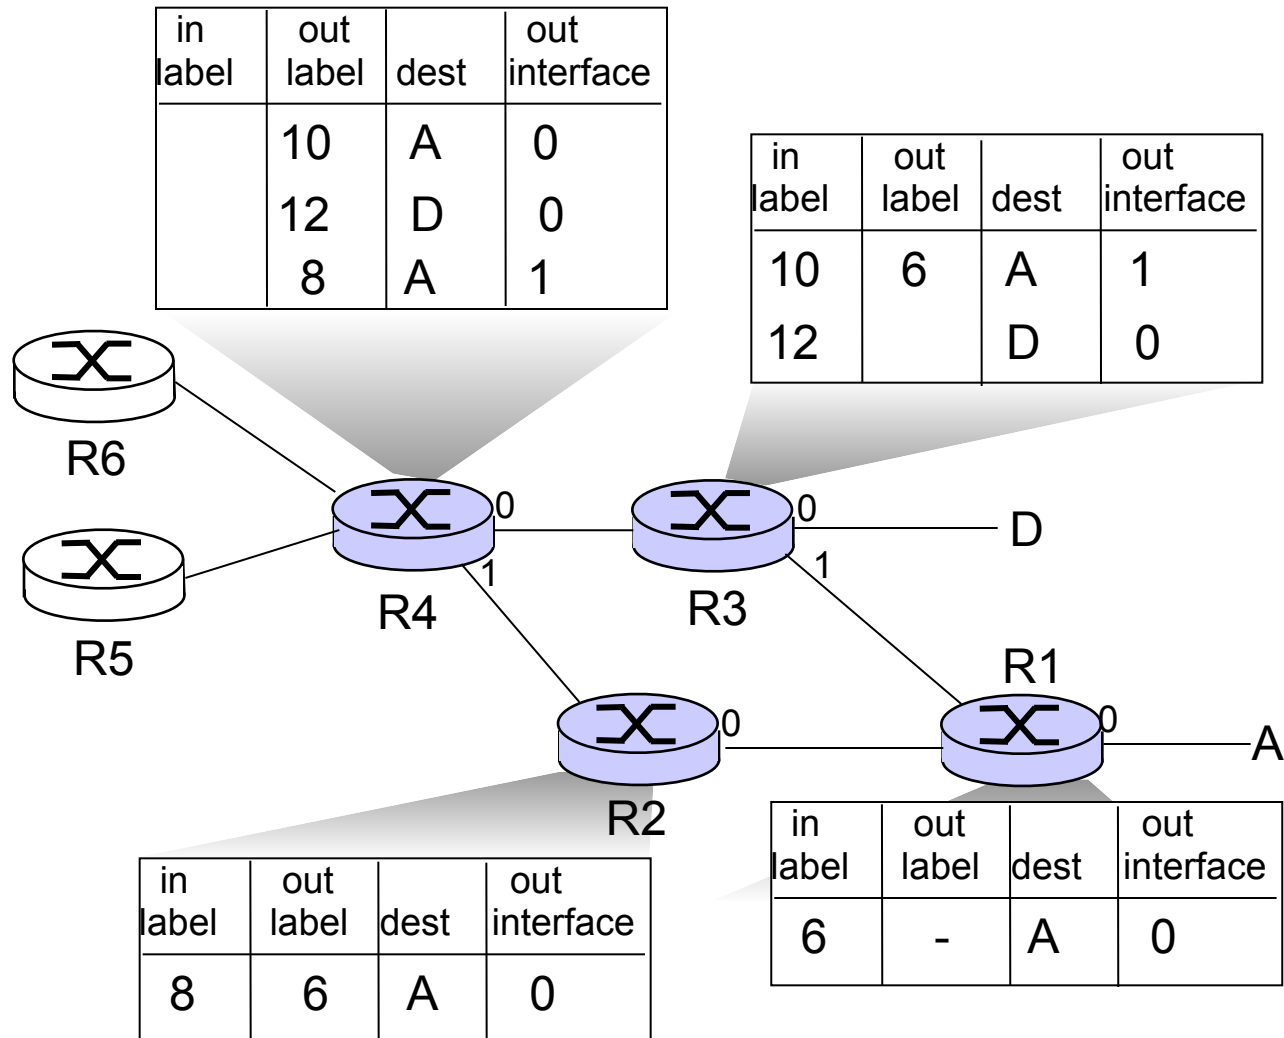 in out out
label label dest interface
10 A 0
12 D 0
8 A 1
in out out
label label dest interface
10 6 A 1
12 D 0
R6
0
0
D
1
1
R4
R3
R5
R1
0
0
A
R2
in out out
label label dest interface
6 - A 0
in out out
label label dest interface
8 6 A 0